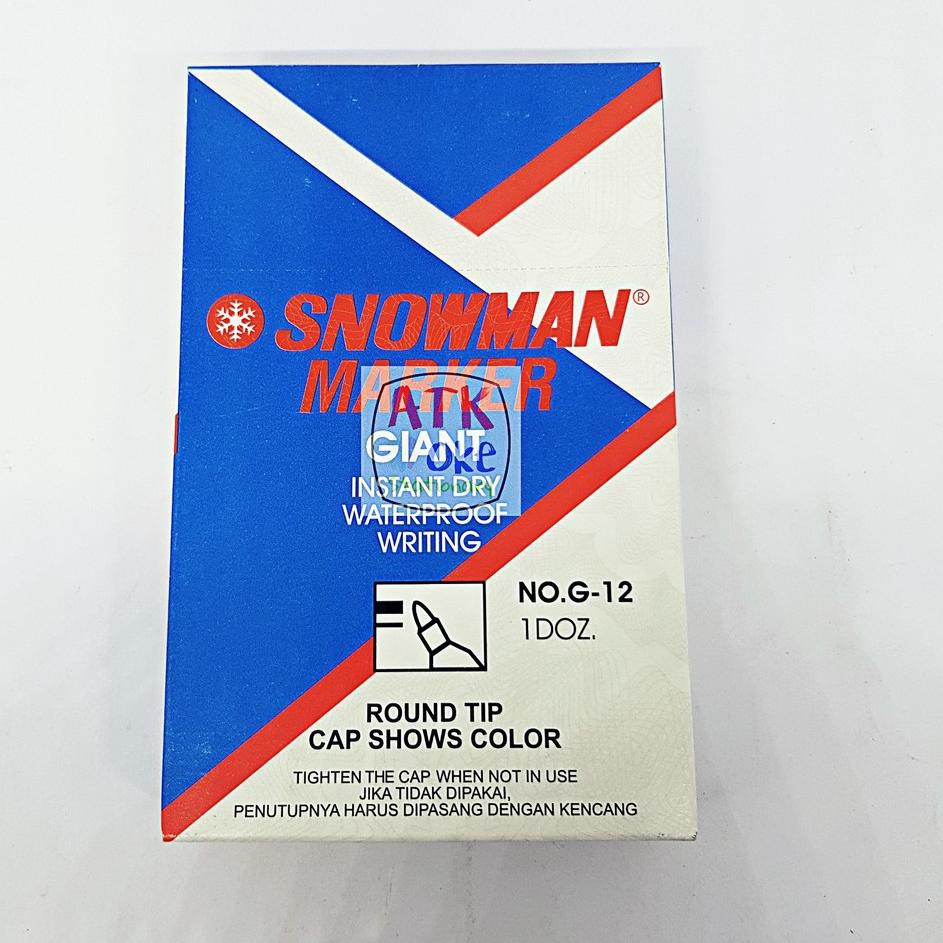 SNOWMAN®
MARKER
ATK
Oke
Stationery
GIANT
INSTANT DRY
WATERPROOF
WRITING
NO.G-12
1DOZ.
ROUND TIP
CAP SHOWS COLOR
TIGHTEN THE CAP WHEN NOT IN USE
JIKA TIDAK DIPAKAI,
PENUTUPNYA HARUS DIPASANG DENGAN KENCANG